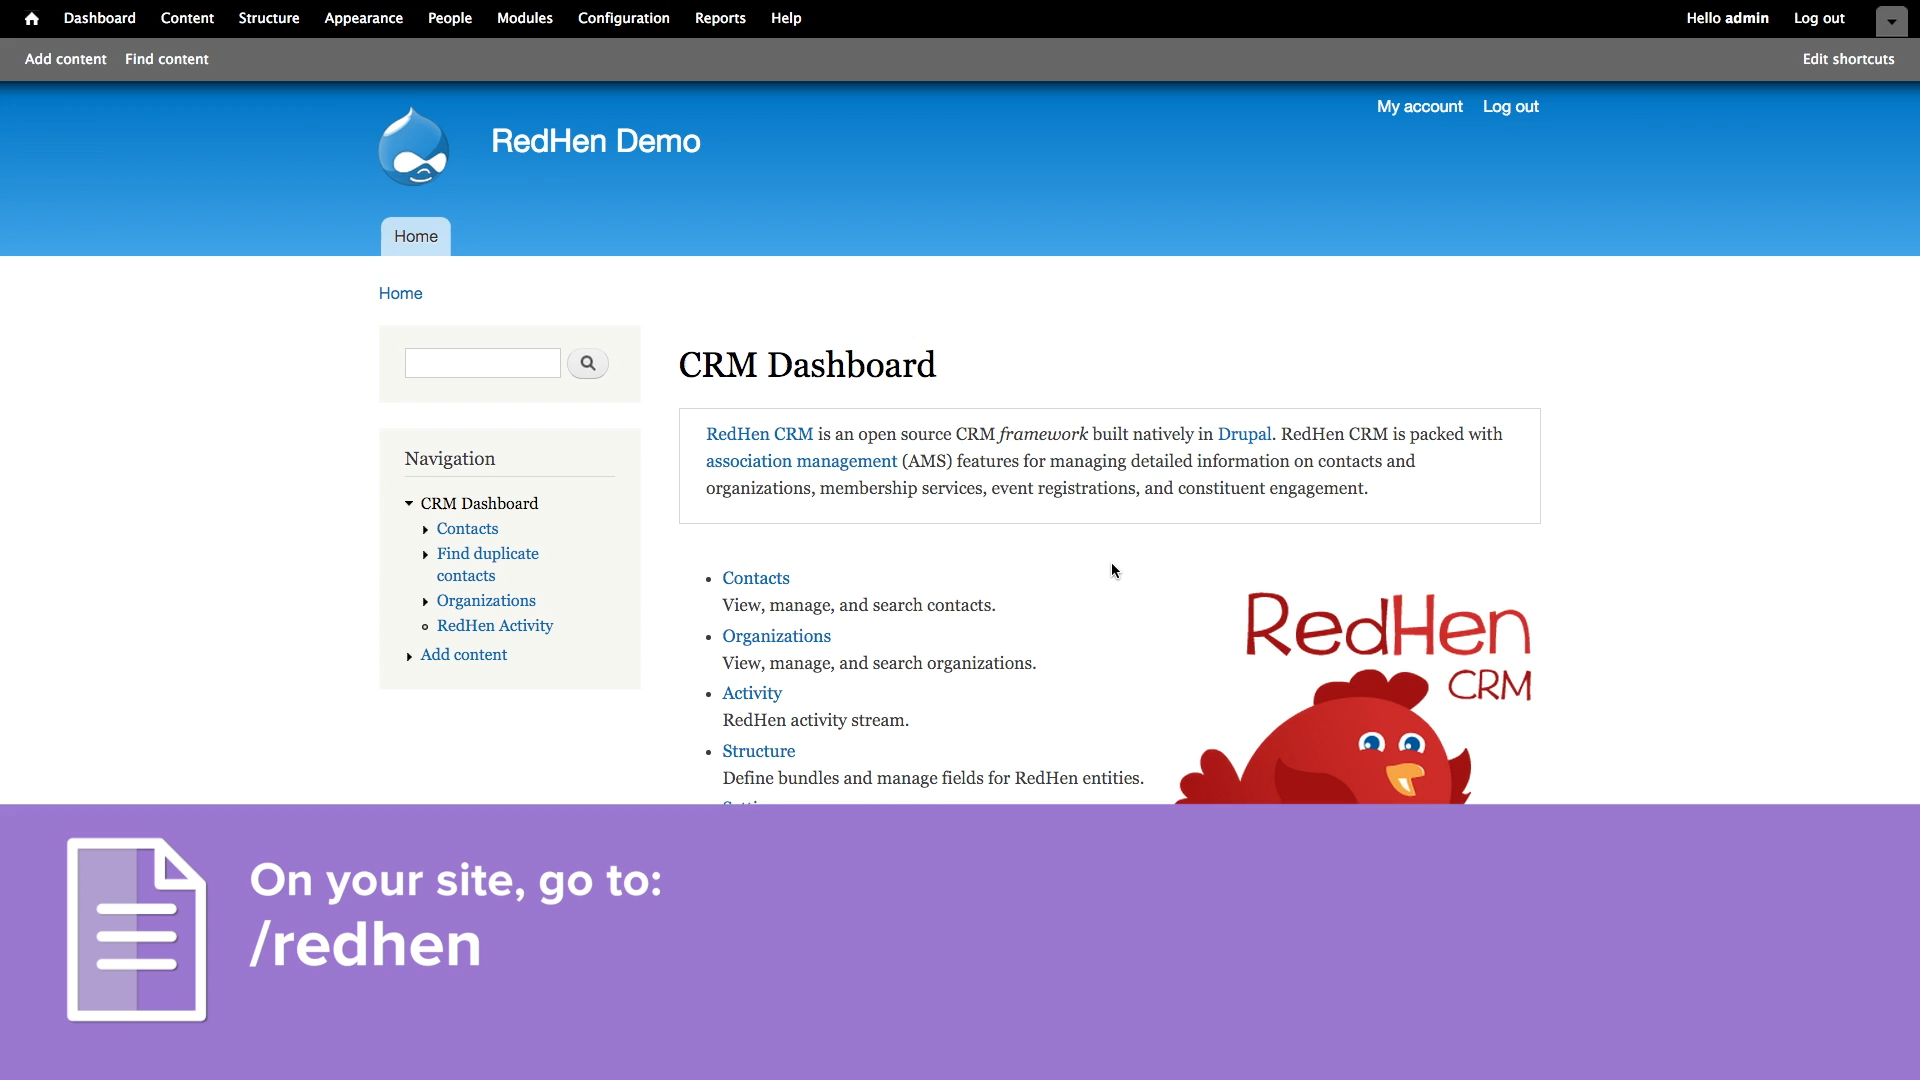 Dashboard Content Structure Appearance People Modules Configuration Reports Help Hello admin Log out
Add content Find content Edit shortcuts
My account Log out
RedHen Demo
Home
Home
CRM Dashboard
RedHen CRM is an open source CRM framework built natively in Drupal. RedHen CRM is packed with
association management (AMS) features for managing detailed information on contacts and
organizations, membership services, event registrations, and constituent engagement.
Navigation
CRM Dashboard
Contacts
Find duplicate
contacts
Organizations
RedHen Activity
Add content
Contacts
View, manage, and search contacts.
Organizations
View, manage, and search organizations.
Activity
RedHen activity stream.
Structure
Define bundles and manage fields for RedHen entities.
RedHen
CRM
On your site, go to:
/redhen